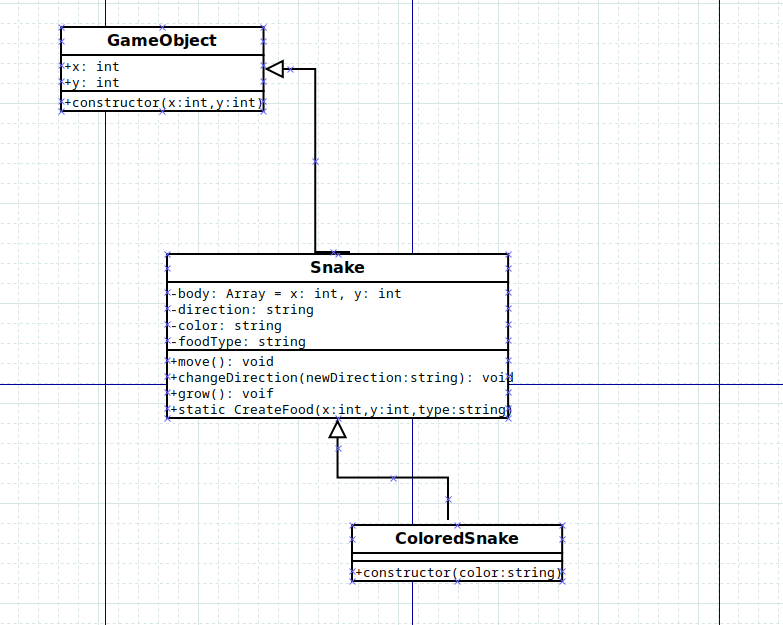 GameObject
+x: int
+y: int
+constructor(x:int,y:int)
Snake
-body: Array = x: int, y: int
-direction: string
-color: string
-foodType: string
+move(): void
+changeDirection(newDirection:string): void
+grow(): voif
+static CreateFood(x:int,y:int,type:string)
ColoredSnake
+constructor(color:string)